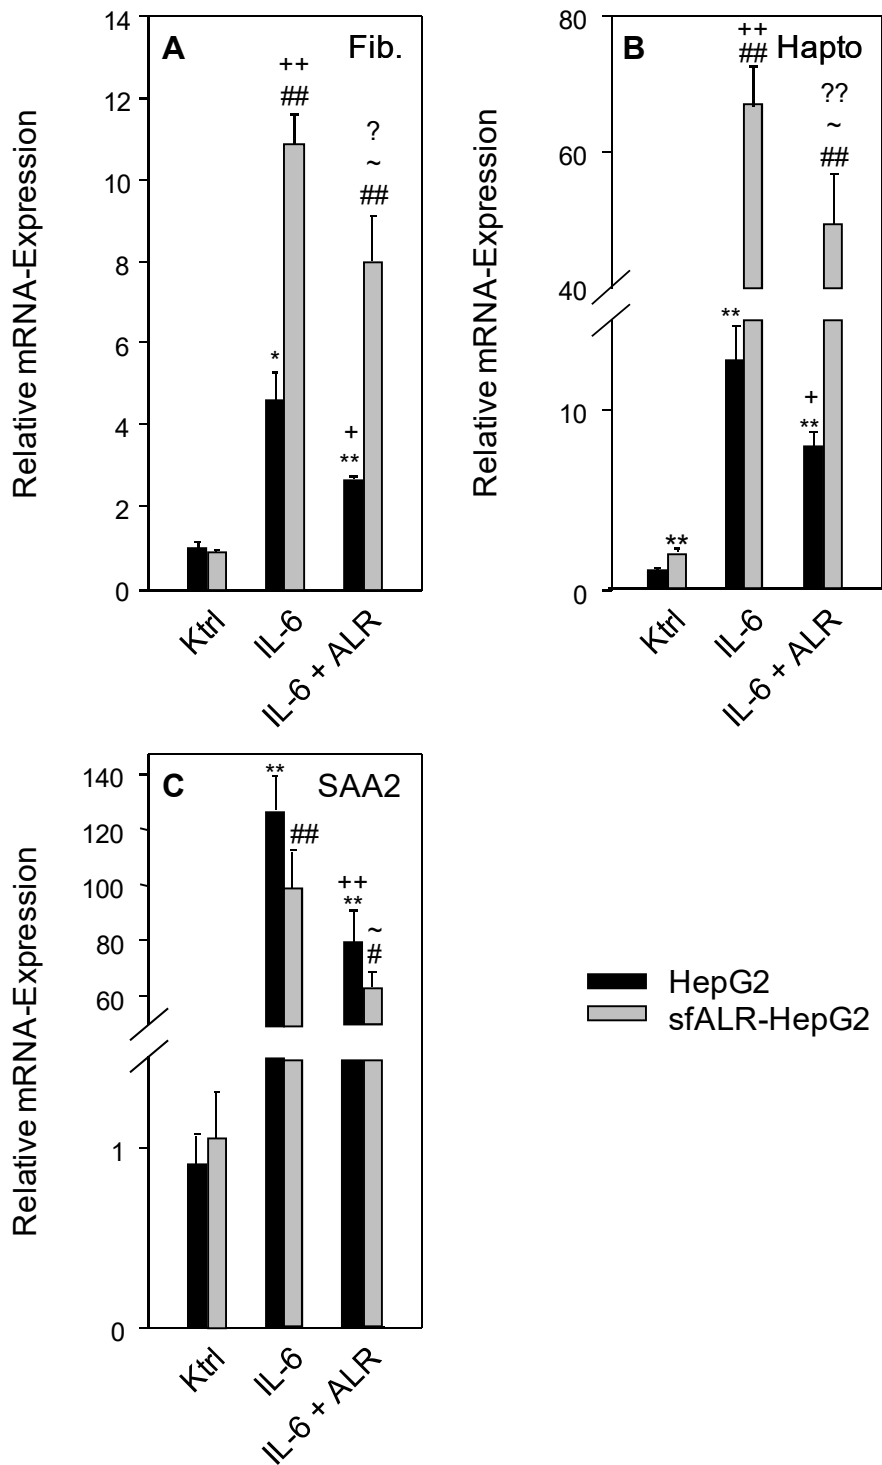 A Fib.
Relative mRNA-Expression
14
12
10
8
6
4
2
0
++
##
?
~
##
*
+
**
Ktrl
IL-6
IL-6 + ALR
B Hapto
Relative mRNA-Expression
80
60
40
10
0
++
##
??
~
##
**
+
**
**
Ktrl
IL-6
IL-6 + ALR
C SAA2
Relative mRNA-Expression
140
120
100
80
60
1
0
**
##
++
**
~
#
Ktrl
IL-6
IL-6 + ALR
HepG2
sfALR-HepG2